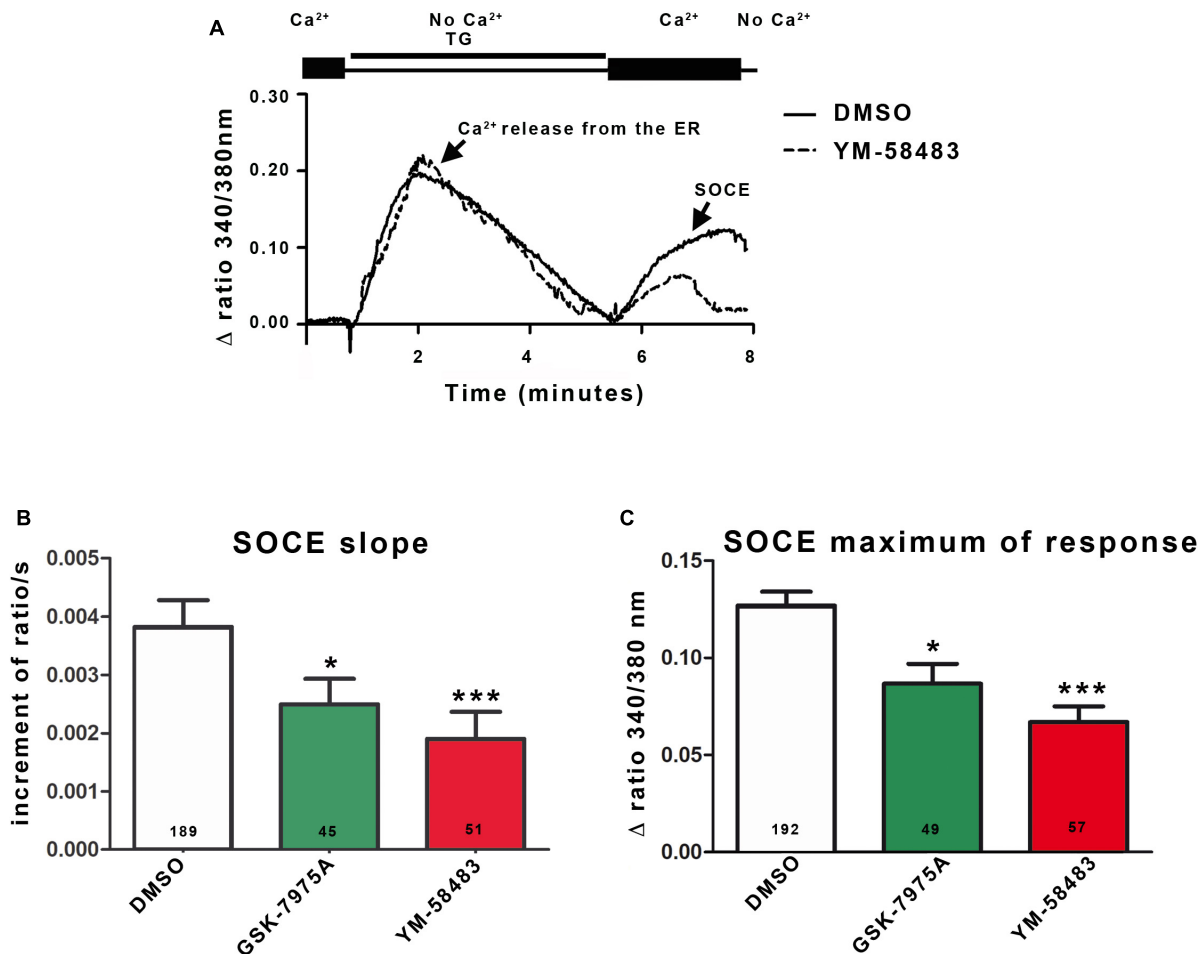 A
Ca²⁺ No Ca²⁺ Ca²⁺ No Ca²⁺
TG
0.30
0.20
0.10
0.00
Δ ratio 340/380nm
Ca²⁺ release from the ER
SOCE
DMSO
YM-58483
2 4 6 8
Time (minutes)
B
SOCE slope
increment of ratio/s
0.005
0.004
0.003
0.002
0.001
0.000
*
***
189 45 51
DMSO GSK-7975A YM-58483
C
SOCE maximum of response
Δ ratio 340/380 nm
0.15
0.10
0.05
0.00
*
***
192 49 57
DMSO GSK-7975A YM-58483